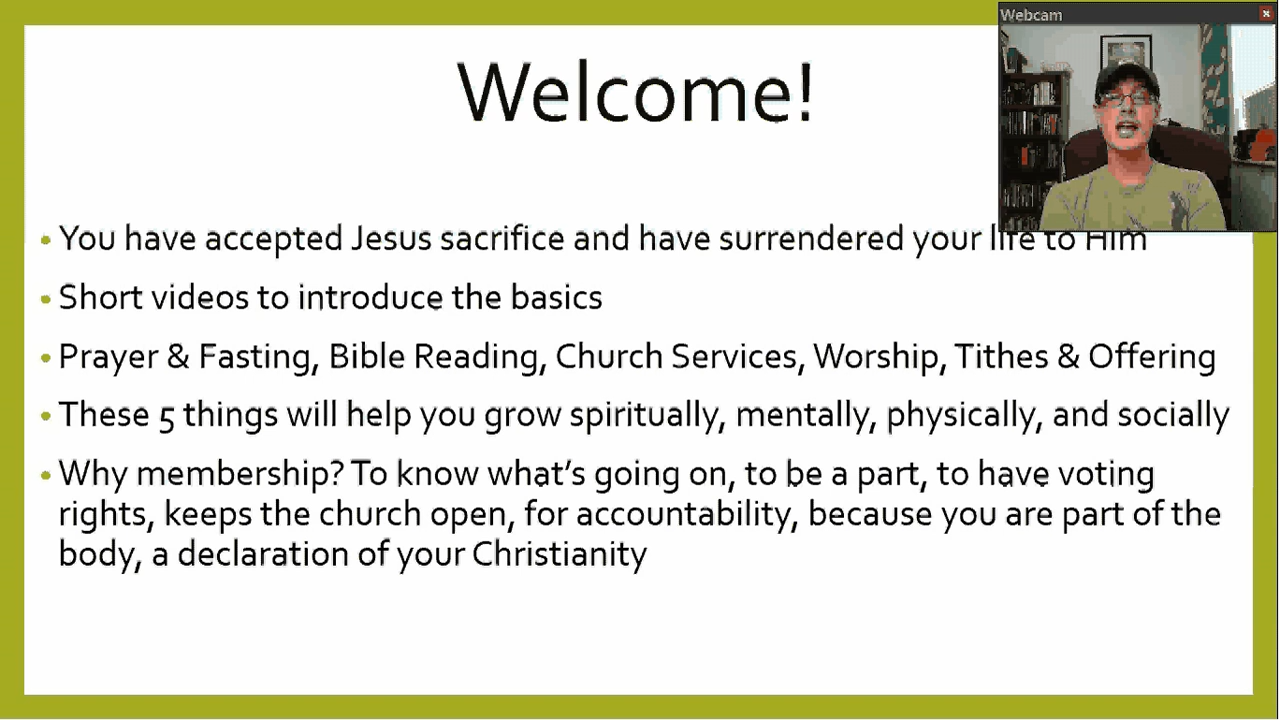 Webcam
Welcome!
• You have accepted Jesus sacrifice and have surrendered your life to Him
• Short videos to introduce the basics
• Prayer & Fasting, Bible Reading, Church Services, Worship, Tithes & Offering
• These 5 things will help you grow spiritually, mentally, physically, and socially
• Why membership? To know what's going on, to be a part, to have voting
rights, keeps the church open, for accountability, because you are part of the
body, a declaration of your Christianity